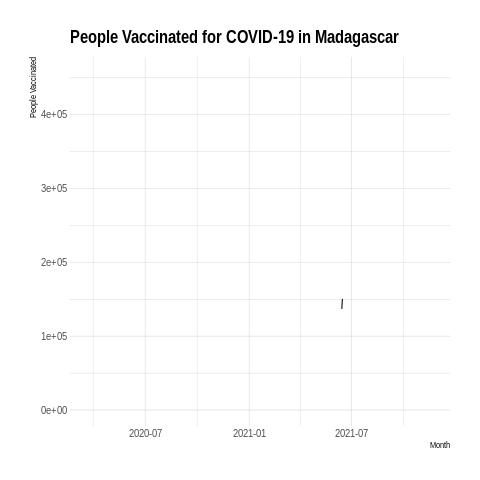 People Vaccinated for COVID-19 in Madagascar
People Vaccinated
4e+05
3e+05
2e+05
1e+05
0e+00
2020-07 2021-01 2021-07
Month